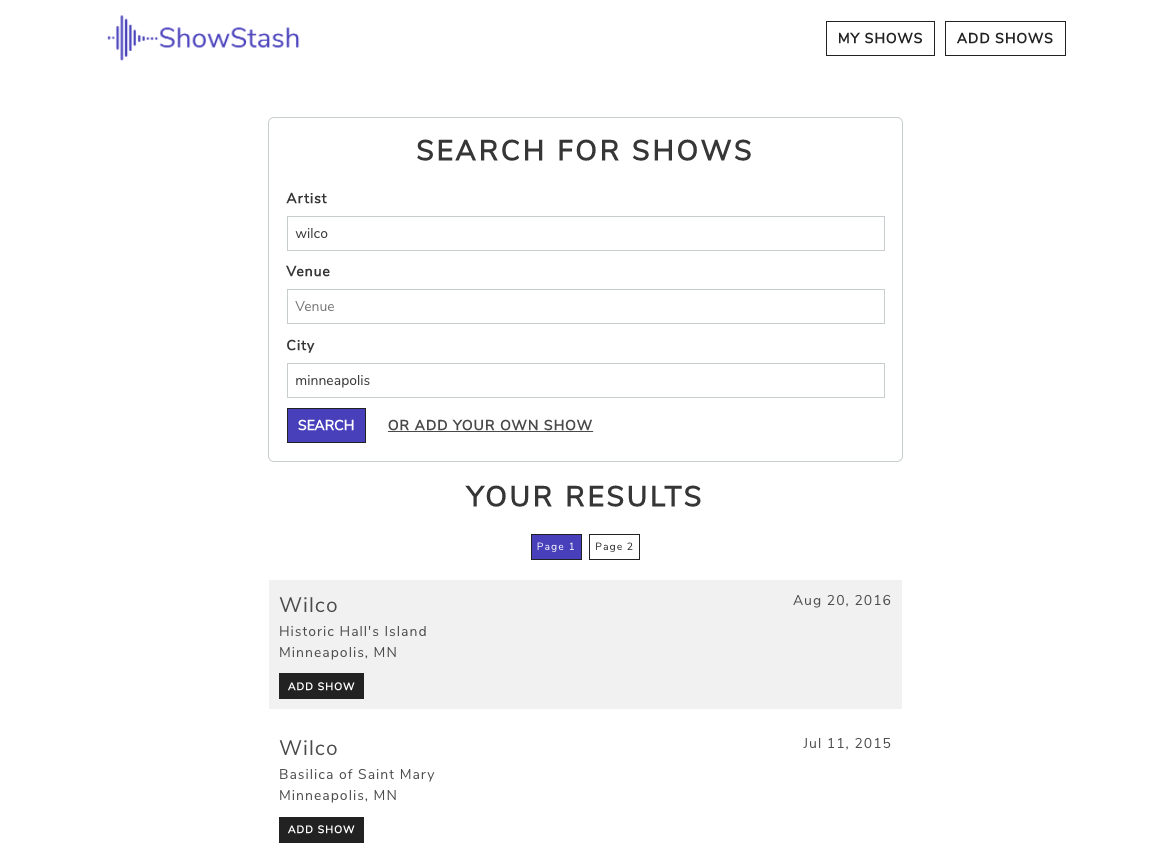 ShowStash
MY SHOWS
ADD SHOWS
SEARCH FOR SHOWS
Artist
wilco
Venue
Venue
City
minneapolis
SEARCH
OR ADD YOUR OWN SHOW
YOUR RESULTS
Page 1
Page 2
Wilco
Aug 20, 2016
Historic Hall's Island
Minneapolis, MN
ADD SHOW
Wilco
Jul 11, 2015
Basilica of Saint Mary
Minneapolis, MN
ADD SHOW